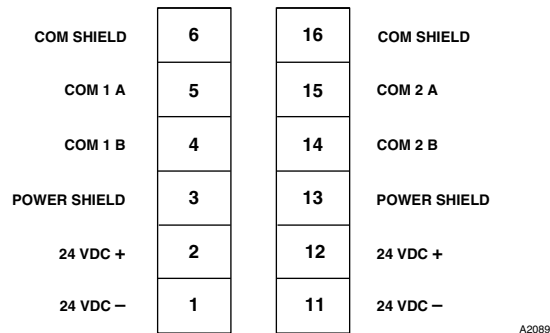 COM SHIELD 6 16 COM SHIELD
COM 1 A 5 15 COM 2 A
COM 1 B 4 14 COM 2 B
POWER SHIELD 3 13 POWER SHIELD
24 VDC + 2 12 24 VDC +
24 VDC – 1 11 24 VDC –
A2089